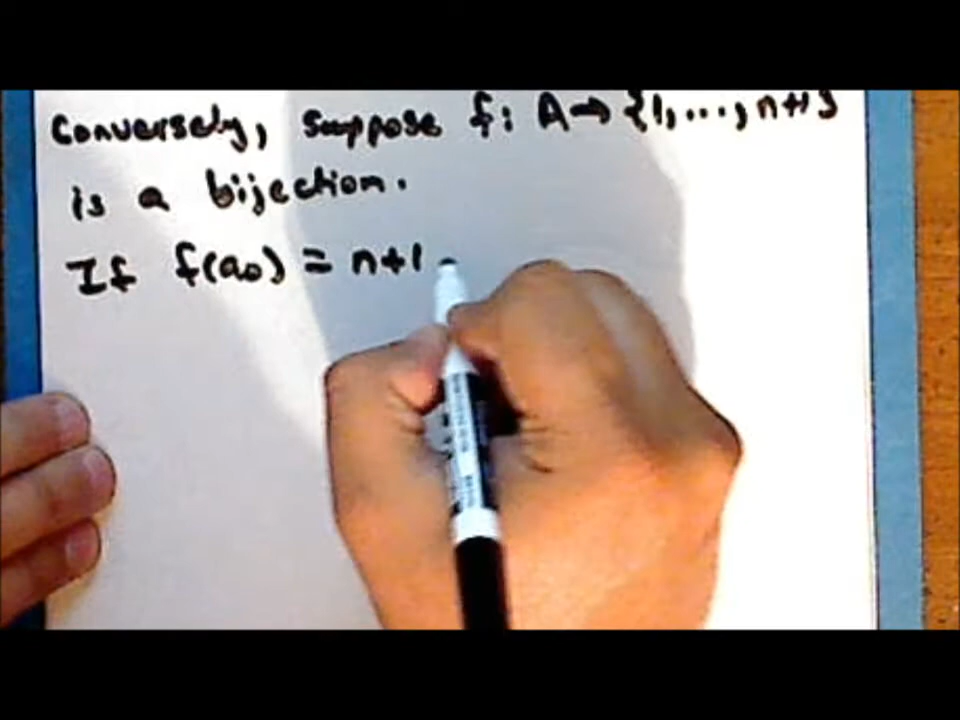 Conversely, suppose f: A → {1, ..., n+1}
is a bijection.
If f(a₀) = n+1